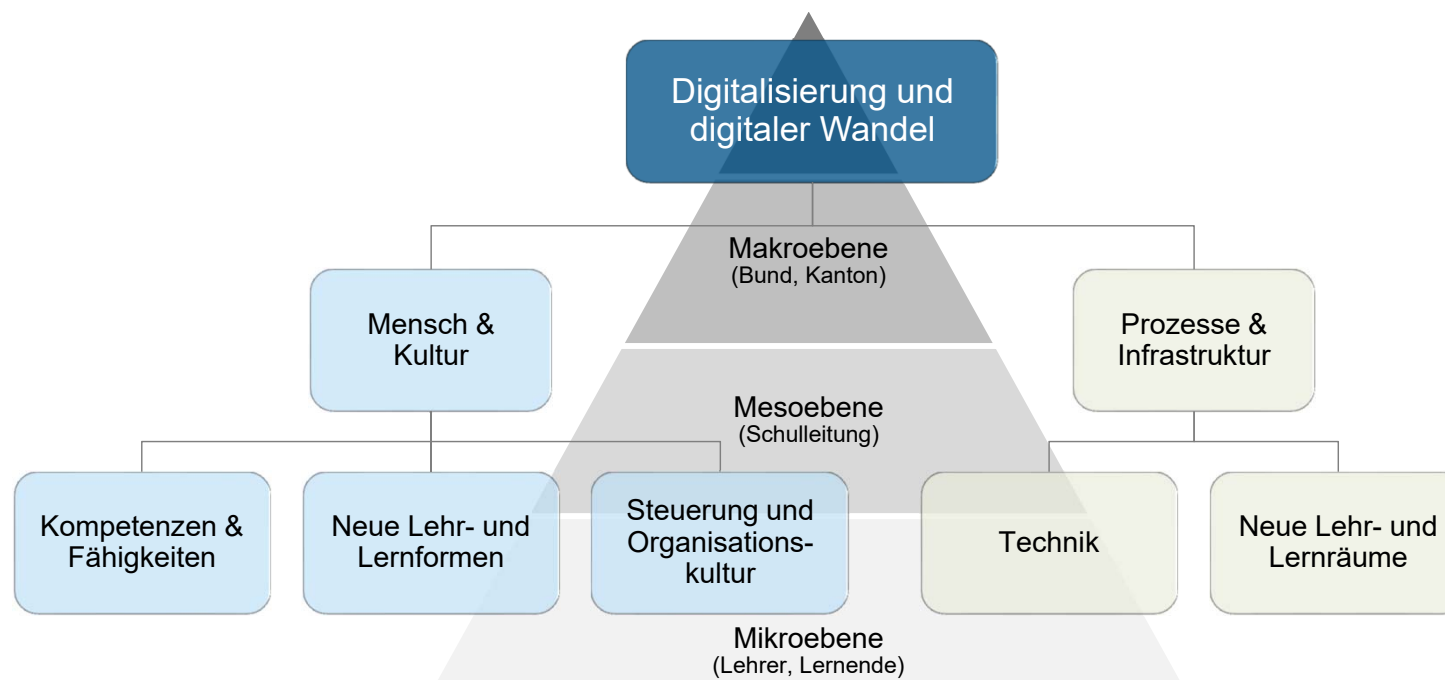 Digitalisierung und
digitaler Wandel
Makroebene
(Bund, Kanton)
Mensch &
Kultur
Prozesse &
Infrastruktur
Mesoebene
(Schulleitung)
Kompetenzen &
Fähigkeiten
Neue Lehr- und
Lernformen
Steuerung und
Organisations-
kultur
Technik
Neue Lehr- und
Lernräume
Mikroebene
(Lehrer, Lernende)